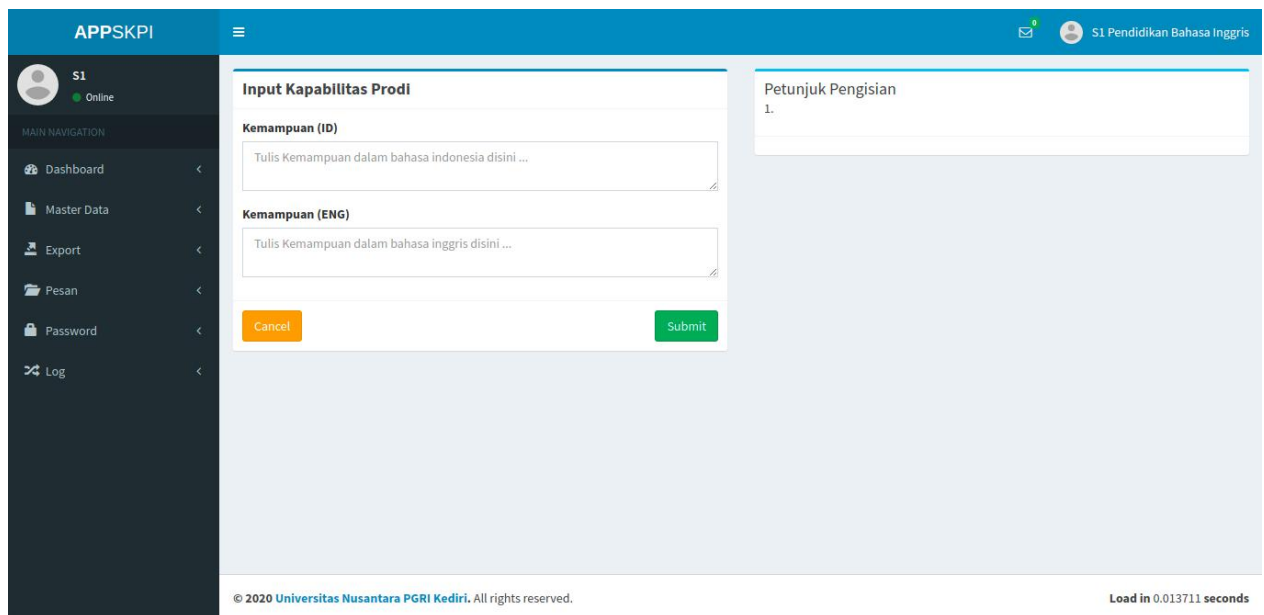 APPSKPI
0
S1 Pendidikan Bahasa Inggris
S1
Online
MAIN NAVIGATION
Dashboard
Master Data
Export
Pesan
Password
Log
Input Kapabilitas Prodi
Kemampuan (ID)
Tulis Kemampuan dalam bahasa indonesia disini ...
Kemampuan (ENG)
Tulis Kemampuan dalam bahasa inggris disini ...
Cancel
Submit
Petunjuk Pengisian
1.
© 2020 Universitas Nusantara PGRI Kediri. All rights reserved.
Load in 0.013711 seconds